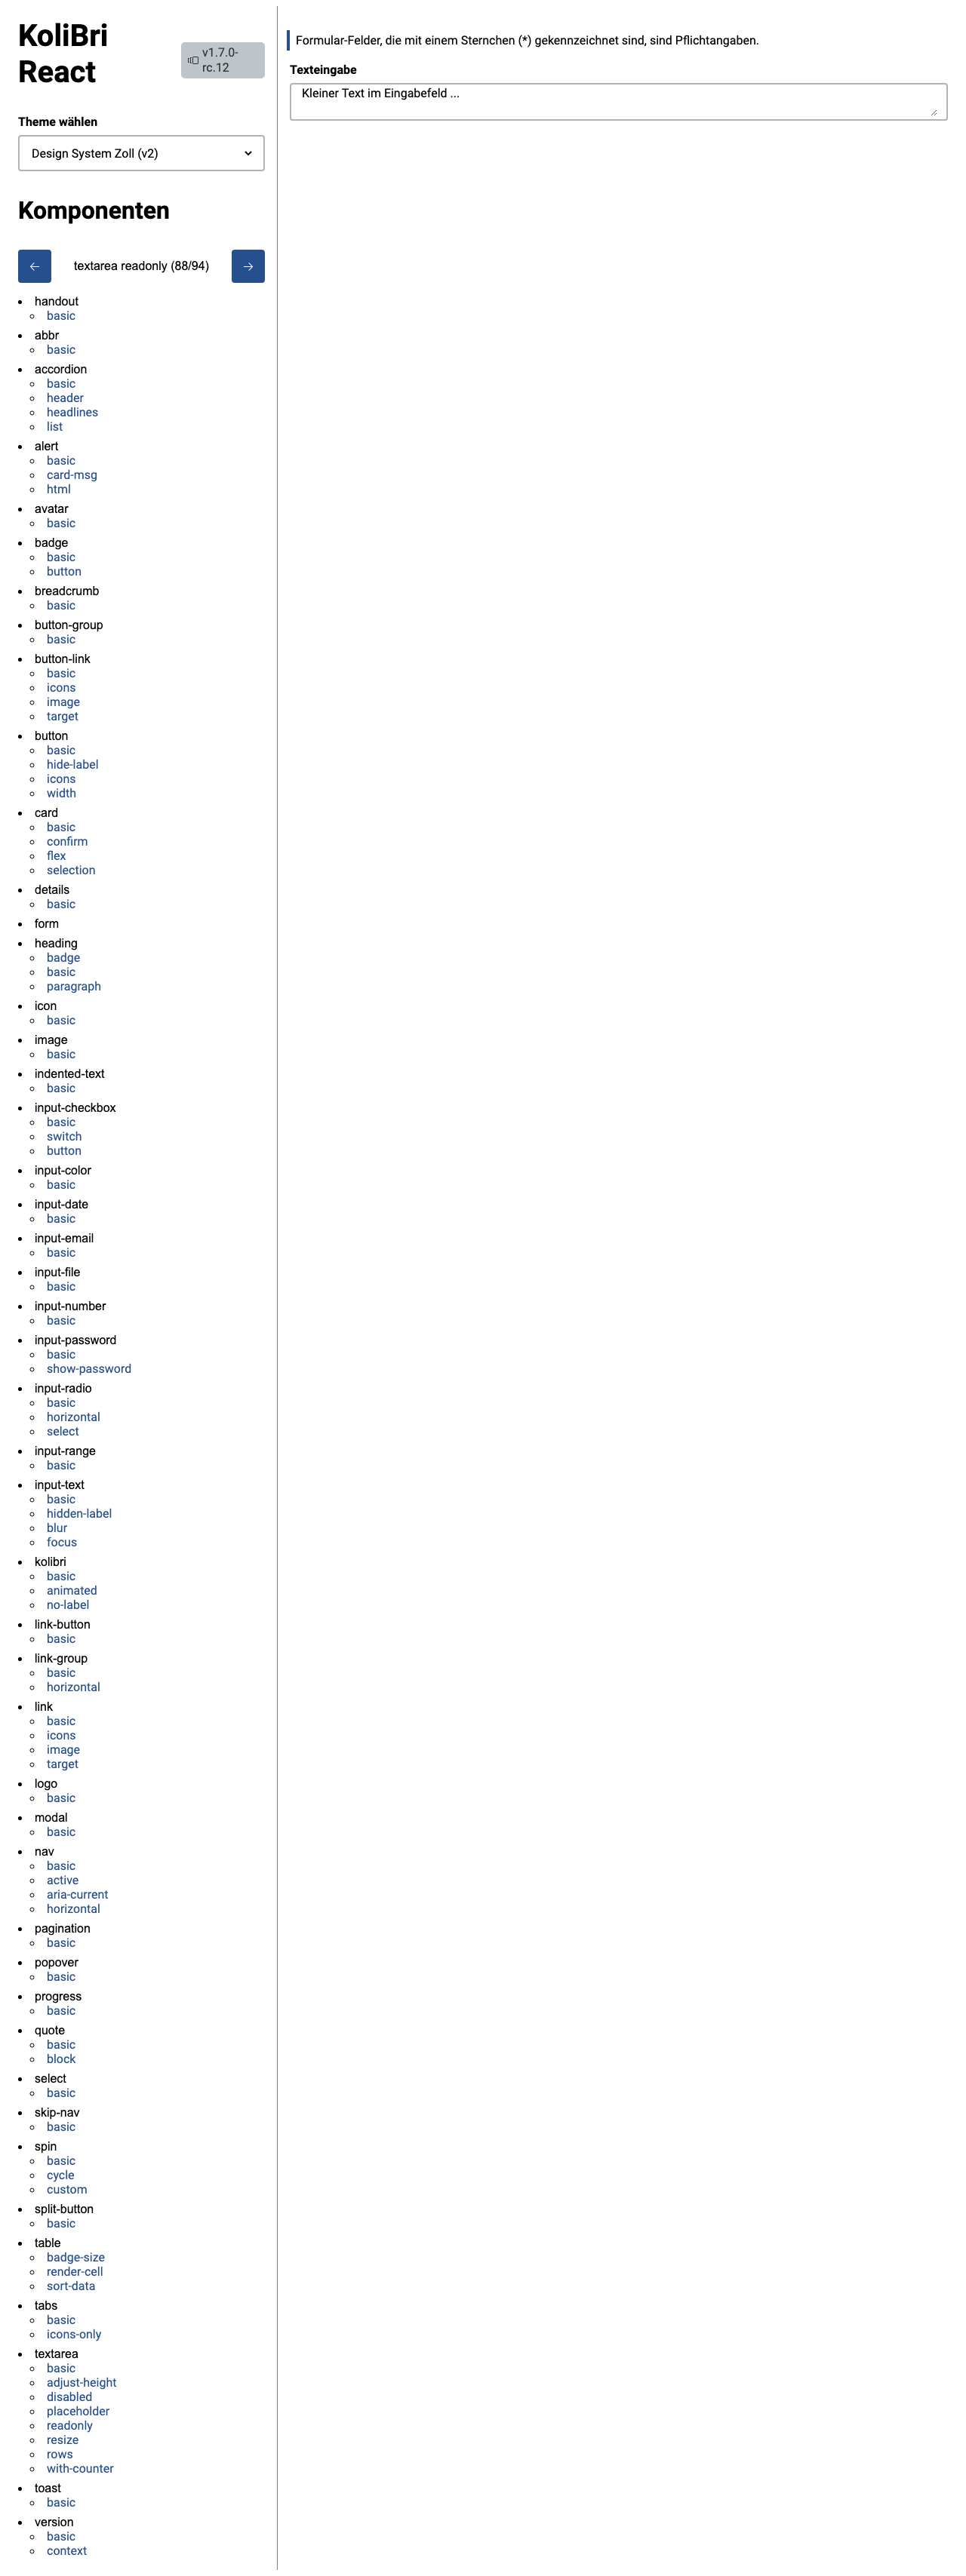 KoliBri
React
v1.7.0-
rc.12
Theme wählen
Design System Zoll (v2)
Komponenten
← textarea readonly (88/94) →
handout
basic
abbr
basic
accordion
basic
header
headlines
list
alert
basic
card-msg
html
avatar
basic
badge
basic
button
breadcrumb
basic
button-group
basic
button-link
basic
icons
image
target
button
basic
hide-label
icons
width
card
basic
confirm
flex
selection
details
basic
form
heading
badge
basic
paragraph
icon
basic
image
basic
indented-text
basic
input-checkbox
basic
switch
button
input-color
basic
input-date
basic
input-email
basic
input-file
basic
input-number
basic
input-password
basic
show-password
input-radio
basic
horizontal
select
input-range
basic
input-text
basic
hidden-label
blur
focus
kolibri
basic
animated
no-label
link-button
basic
link-group
basic
horizontal
link
basic
icons
image
target
logo
basic
modal
basic
nav
basic
active
aria-current
horizontal
pagination
basic
popover
basic
progress
basic
quote
basic
block
select
basic
skip-nav
basic
spin
basic
cycle
custom
split-button
basic
table
badge-size
render-cell
sort-data
tabs
basic
icons-only
textarea
basic
adjust-height
disabled
placeholder
readonly
resize
rows
with-counter
toast
basic
version
basic
context
Formular-Felder, die mit einem Sternchen (*) gekennzeichnet sind, sind Pflichtangaben.
Texteingabe
Kleiner Text im Eingabefeld ...